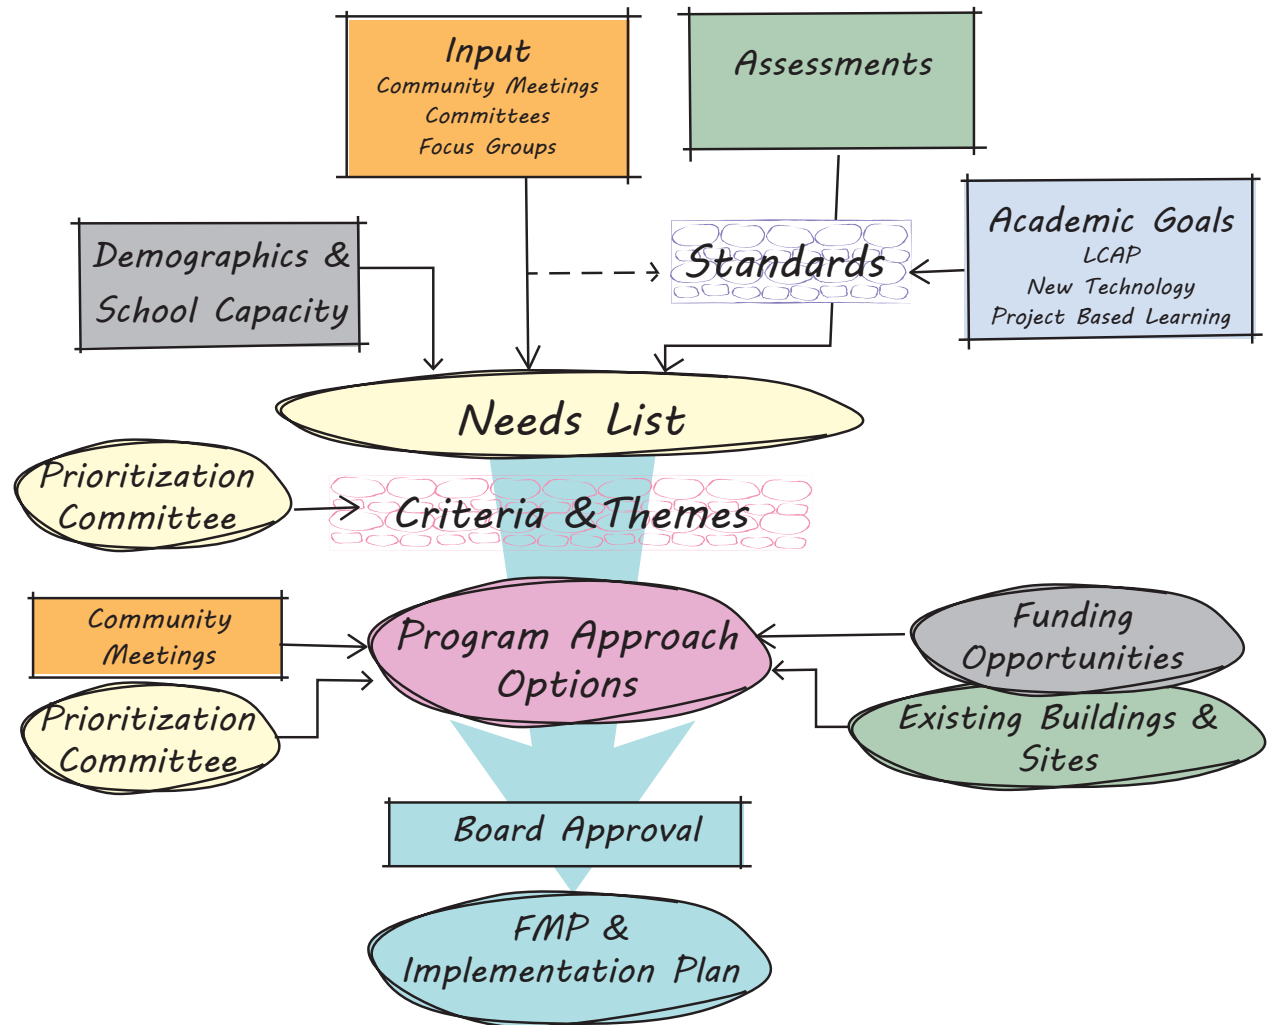 Input
Community Meetings
Committees
Focus Groups
Assessments
Demographics &
School Capacity
Standards
Academic Goals
LCAP
New Technology
Project Based Learning
Needs List
Prioritization
Committee
Criteria &Themes
Community
Meetings
Program Approach
Options
Funding
Opportunities
Prioritization
Committee
Existing Buildings &
Sites
Board Approval
FMP &
Implementation Plan